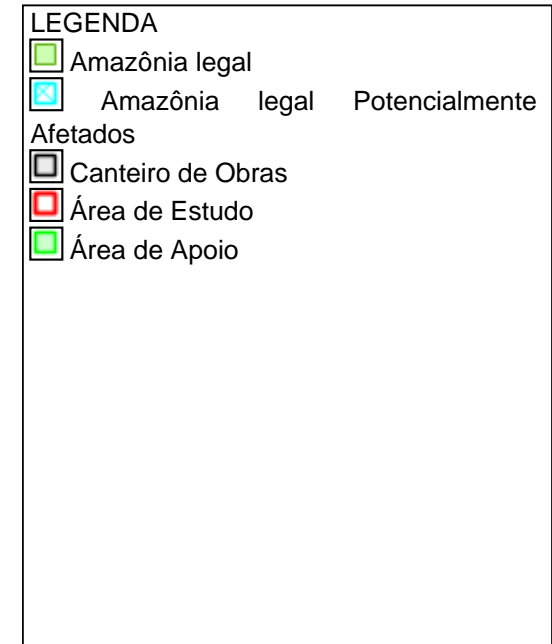 LEGENDA
Amazônia legal
Amazônia legal Potencialmente
Afetados
Canteiro de Obras
Área de Estudo
Área de Apoio